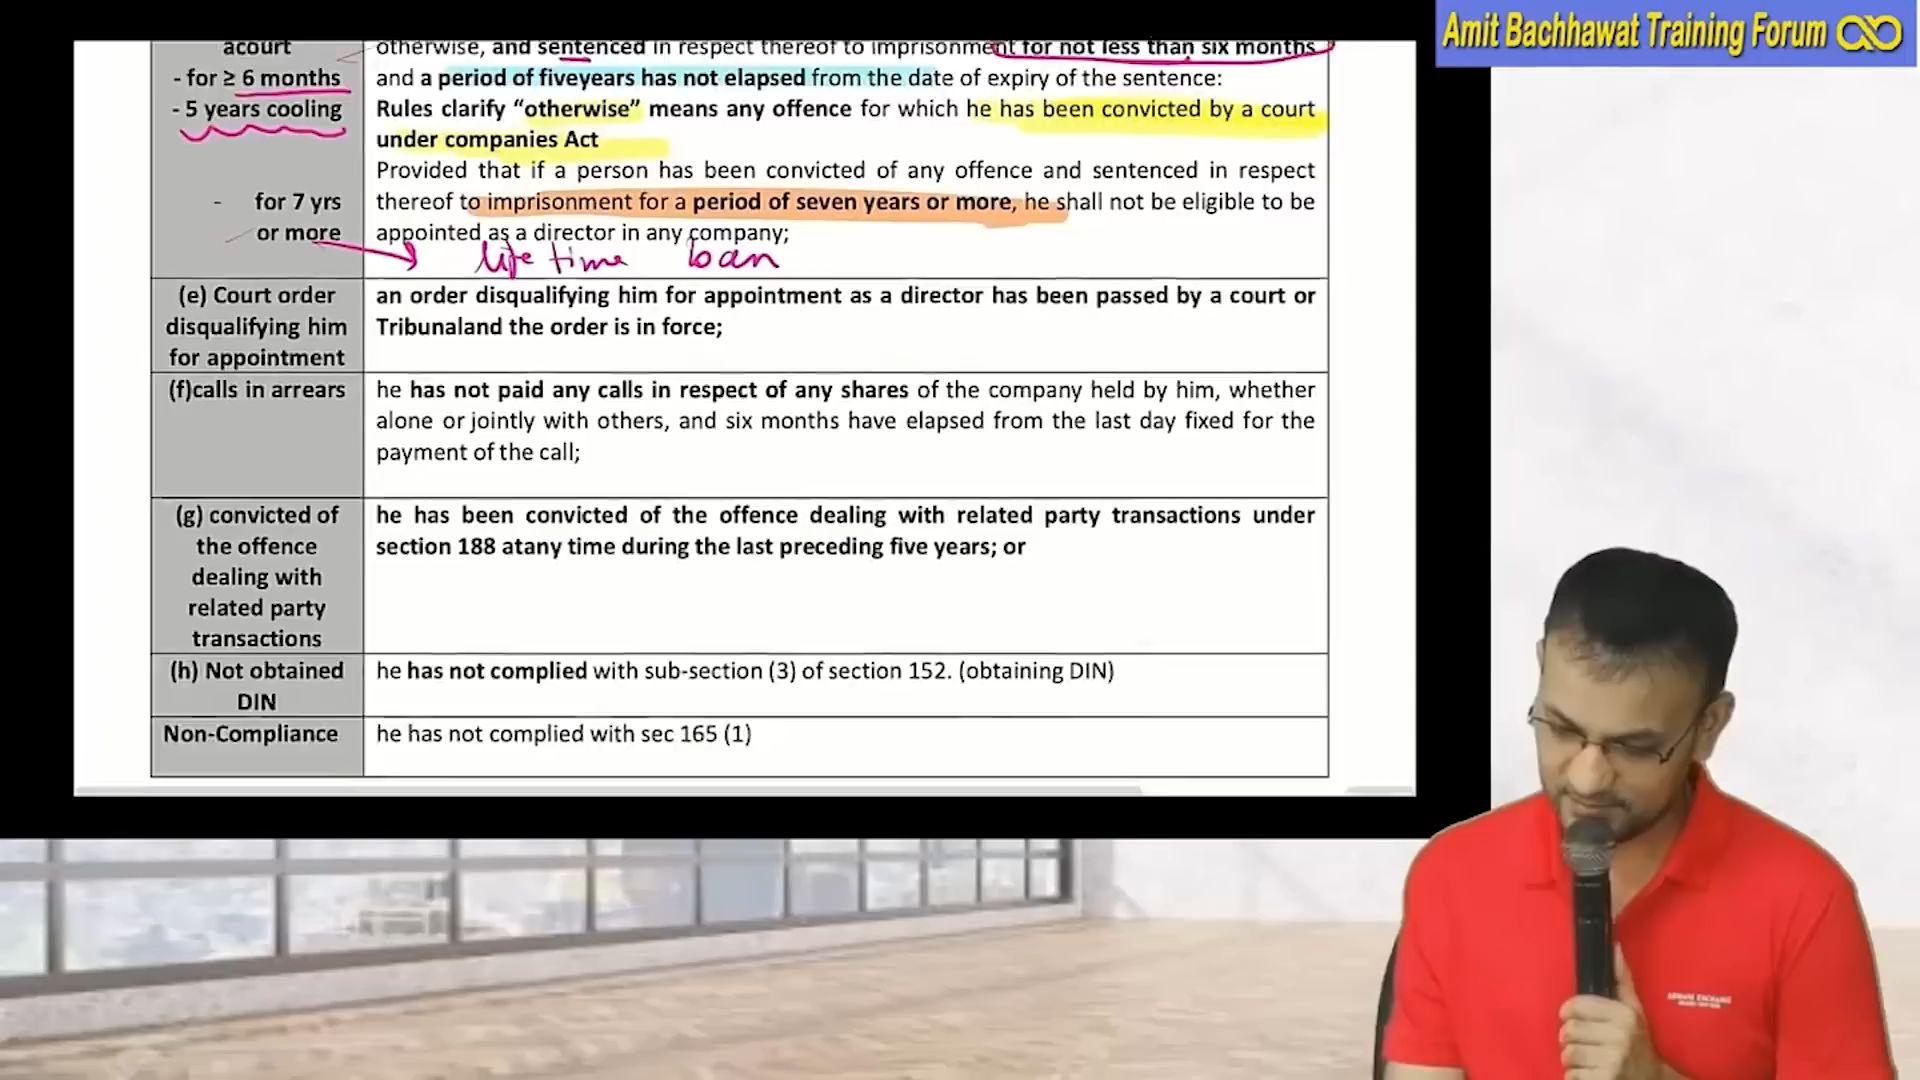 Amit Bachhawat Training Forum
acourt
- for ≥ 6 months
- 5 years cooling
- for 7 yrs
or more
otherwise, and sentenced in respect thereof to imprisonment for not less than six months
and a period of fiveyears has not elapsed from the date of expiry of the sentence:
Rules clarify “otherwise” means any offence for which he has been convicted by a court
under companies Act
Provided that if a person has been convicted of any offence and sentenced in respect
thereof to imprisonment for a period of seven years or more, he shall not be eligible to be
appointed as a director in any company;
life time ban
(e) Court order
disqualifying him
for appointment
an order disqualifying him for appointment as a director has been passed by a court or
Tribunaland the order is in force;
(f)calls in arrears
he has not paid any calls in respect of any shares of the company held by him, whether
alone or jointly with others, and six months have elapsed from the last day fixed for the
payment of the call;
(g) convicted of
the offence
dealing with
related party
transactions
he has been convicted of the offence dealing with related party transactions under
section 188 atany time during the last preceding five years; or
(h) Not obtained
DIN
he has not complied with sub-section (3) of section 152. (obtaining DIN)
Non-Compliance
he has not complied with sec 165 (1)